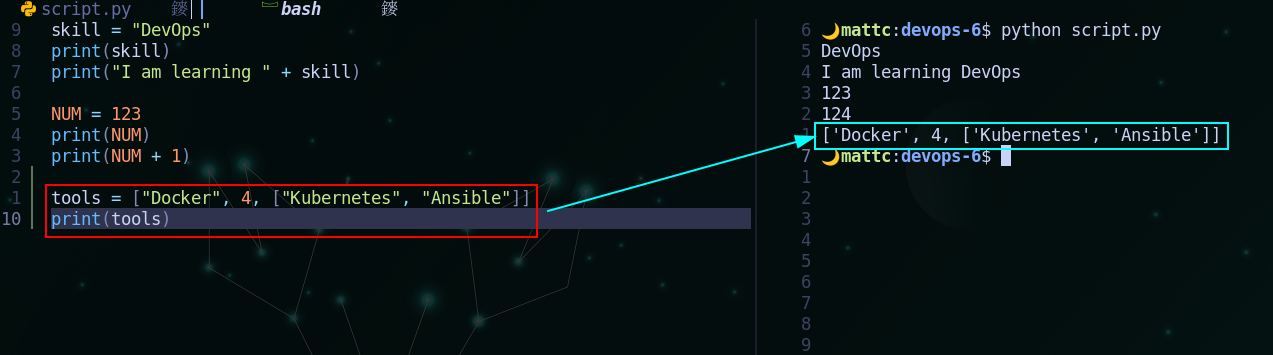 script.py 鎫 bash 鎫
9 skill = "DevOps"
8 print(skill)
7 print("I am learning " + skill)
6
5 NUM = 123
4 print(NUM)
3 print(NUM + 1)
2
1 tools = ["Docker", 4, ["Kubernetes", "Ansible"]]
10 print(tools)
6 🌙mattc:devops-6$ python script.py
5 DevOps
4 I am learning DevOps
3 123
2 124
1 ['Docker', 4, ['Kubernetes', 'Ansible']]
7 🌙mattc:devops-6$
1
2
3
4
5
6
7
8
9